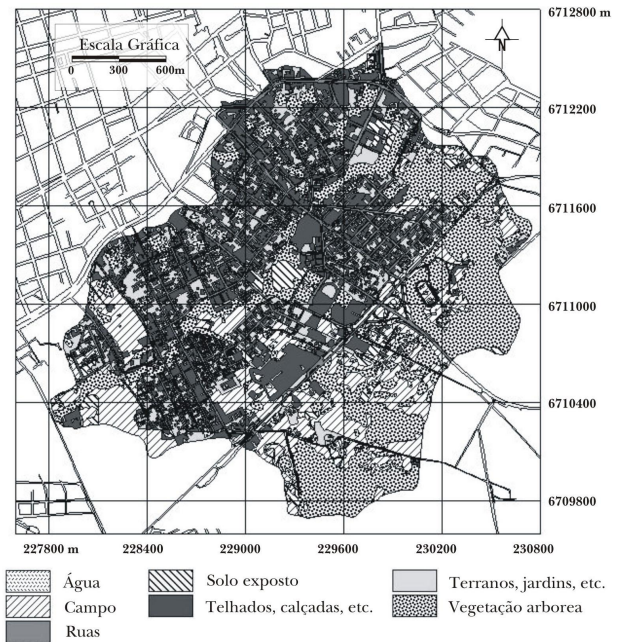 6712800 m
N
Escala Gráfica
0 300 600m
6712200
6711600
6711000
6710400
6709800
227800 m 228400 229000 229600 230200 230800
Água Solo exposto Terranos, jardins, etc.
Campo Telhados, calçadas, etc. Vegetação arborea
Ruas